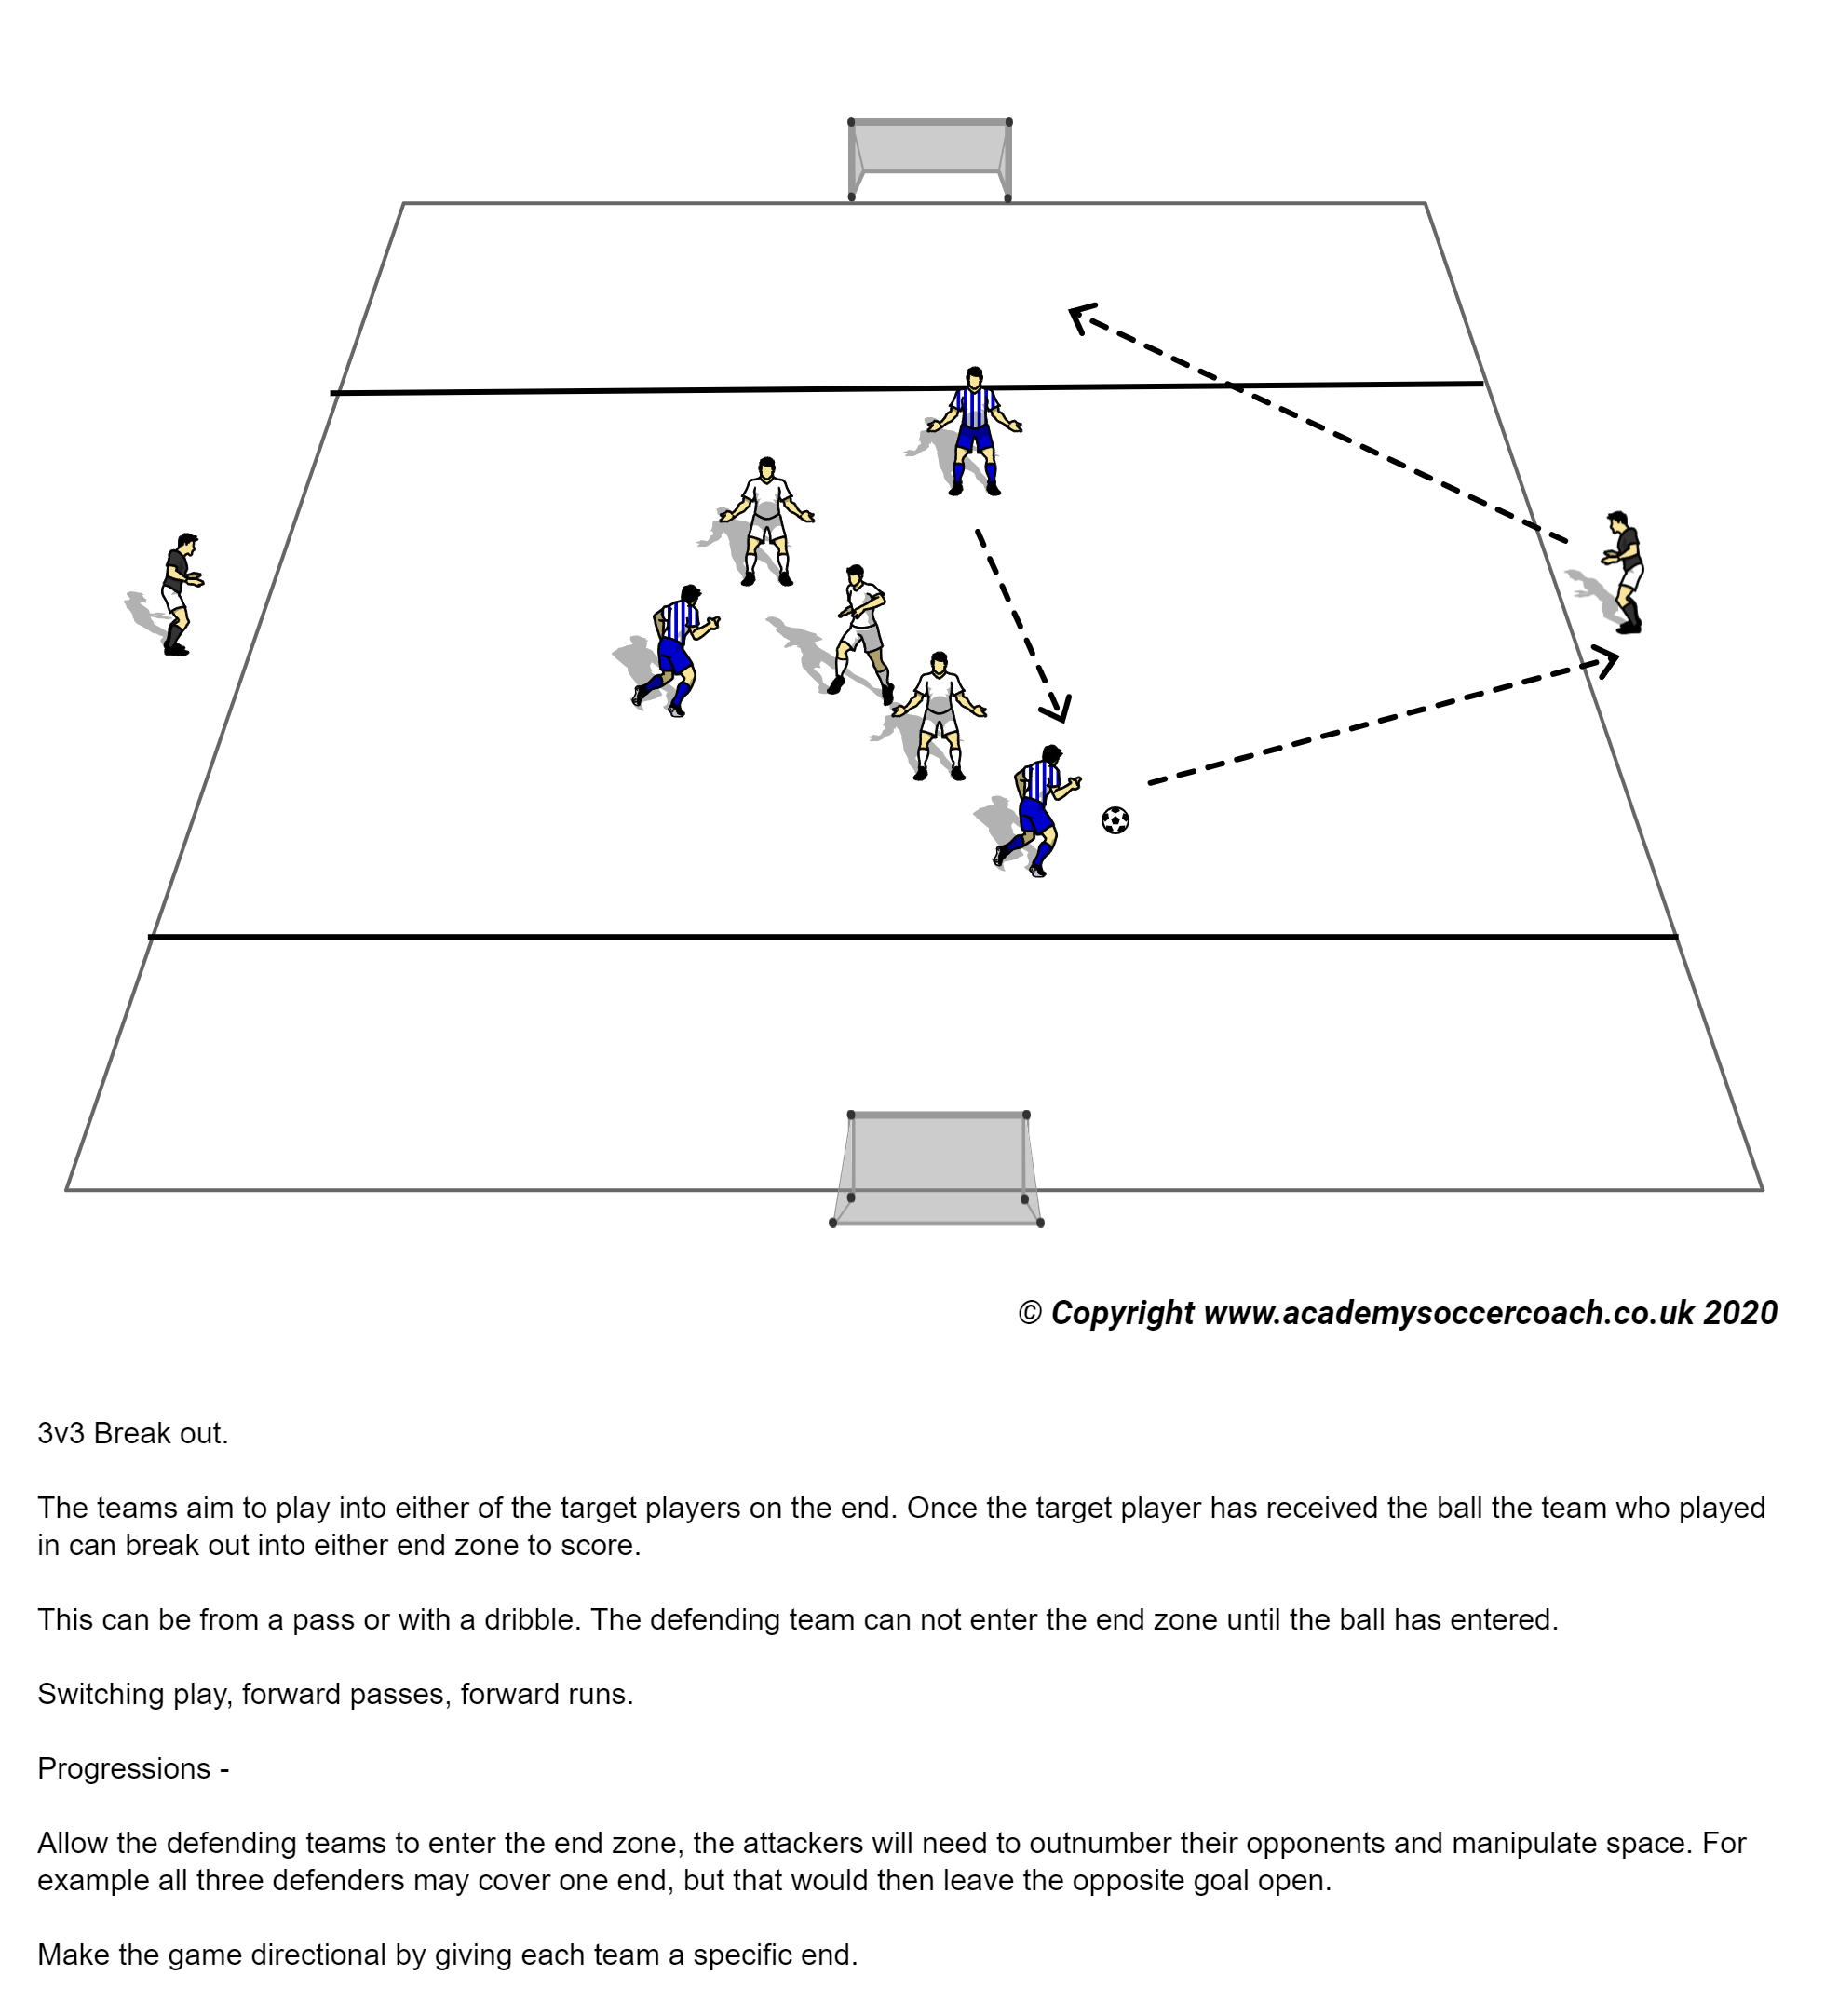 © Copyright www.academysoccercoach.co.uk 2020
3v3 Break out.
The teams aim to play into either of the target players on the end. Once the target player has received the ball the team who played
in can break out into either end zone to score.
This can be from a pass or with a dribble. The defending team can not enter the end zone until the ball has entered.
Switching play, forward passes, forward runs.
Progressions -
Allow the defending teams to enter the end zone, the attackers will need to outnumber their opponents and manipulate space. For
example all three defenders may cover one end, but that would then leave the opposite goal open.
Make the game directional by giving each team a specific end.